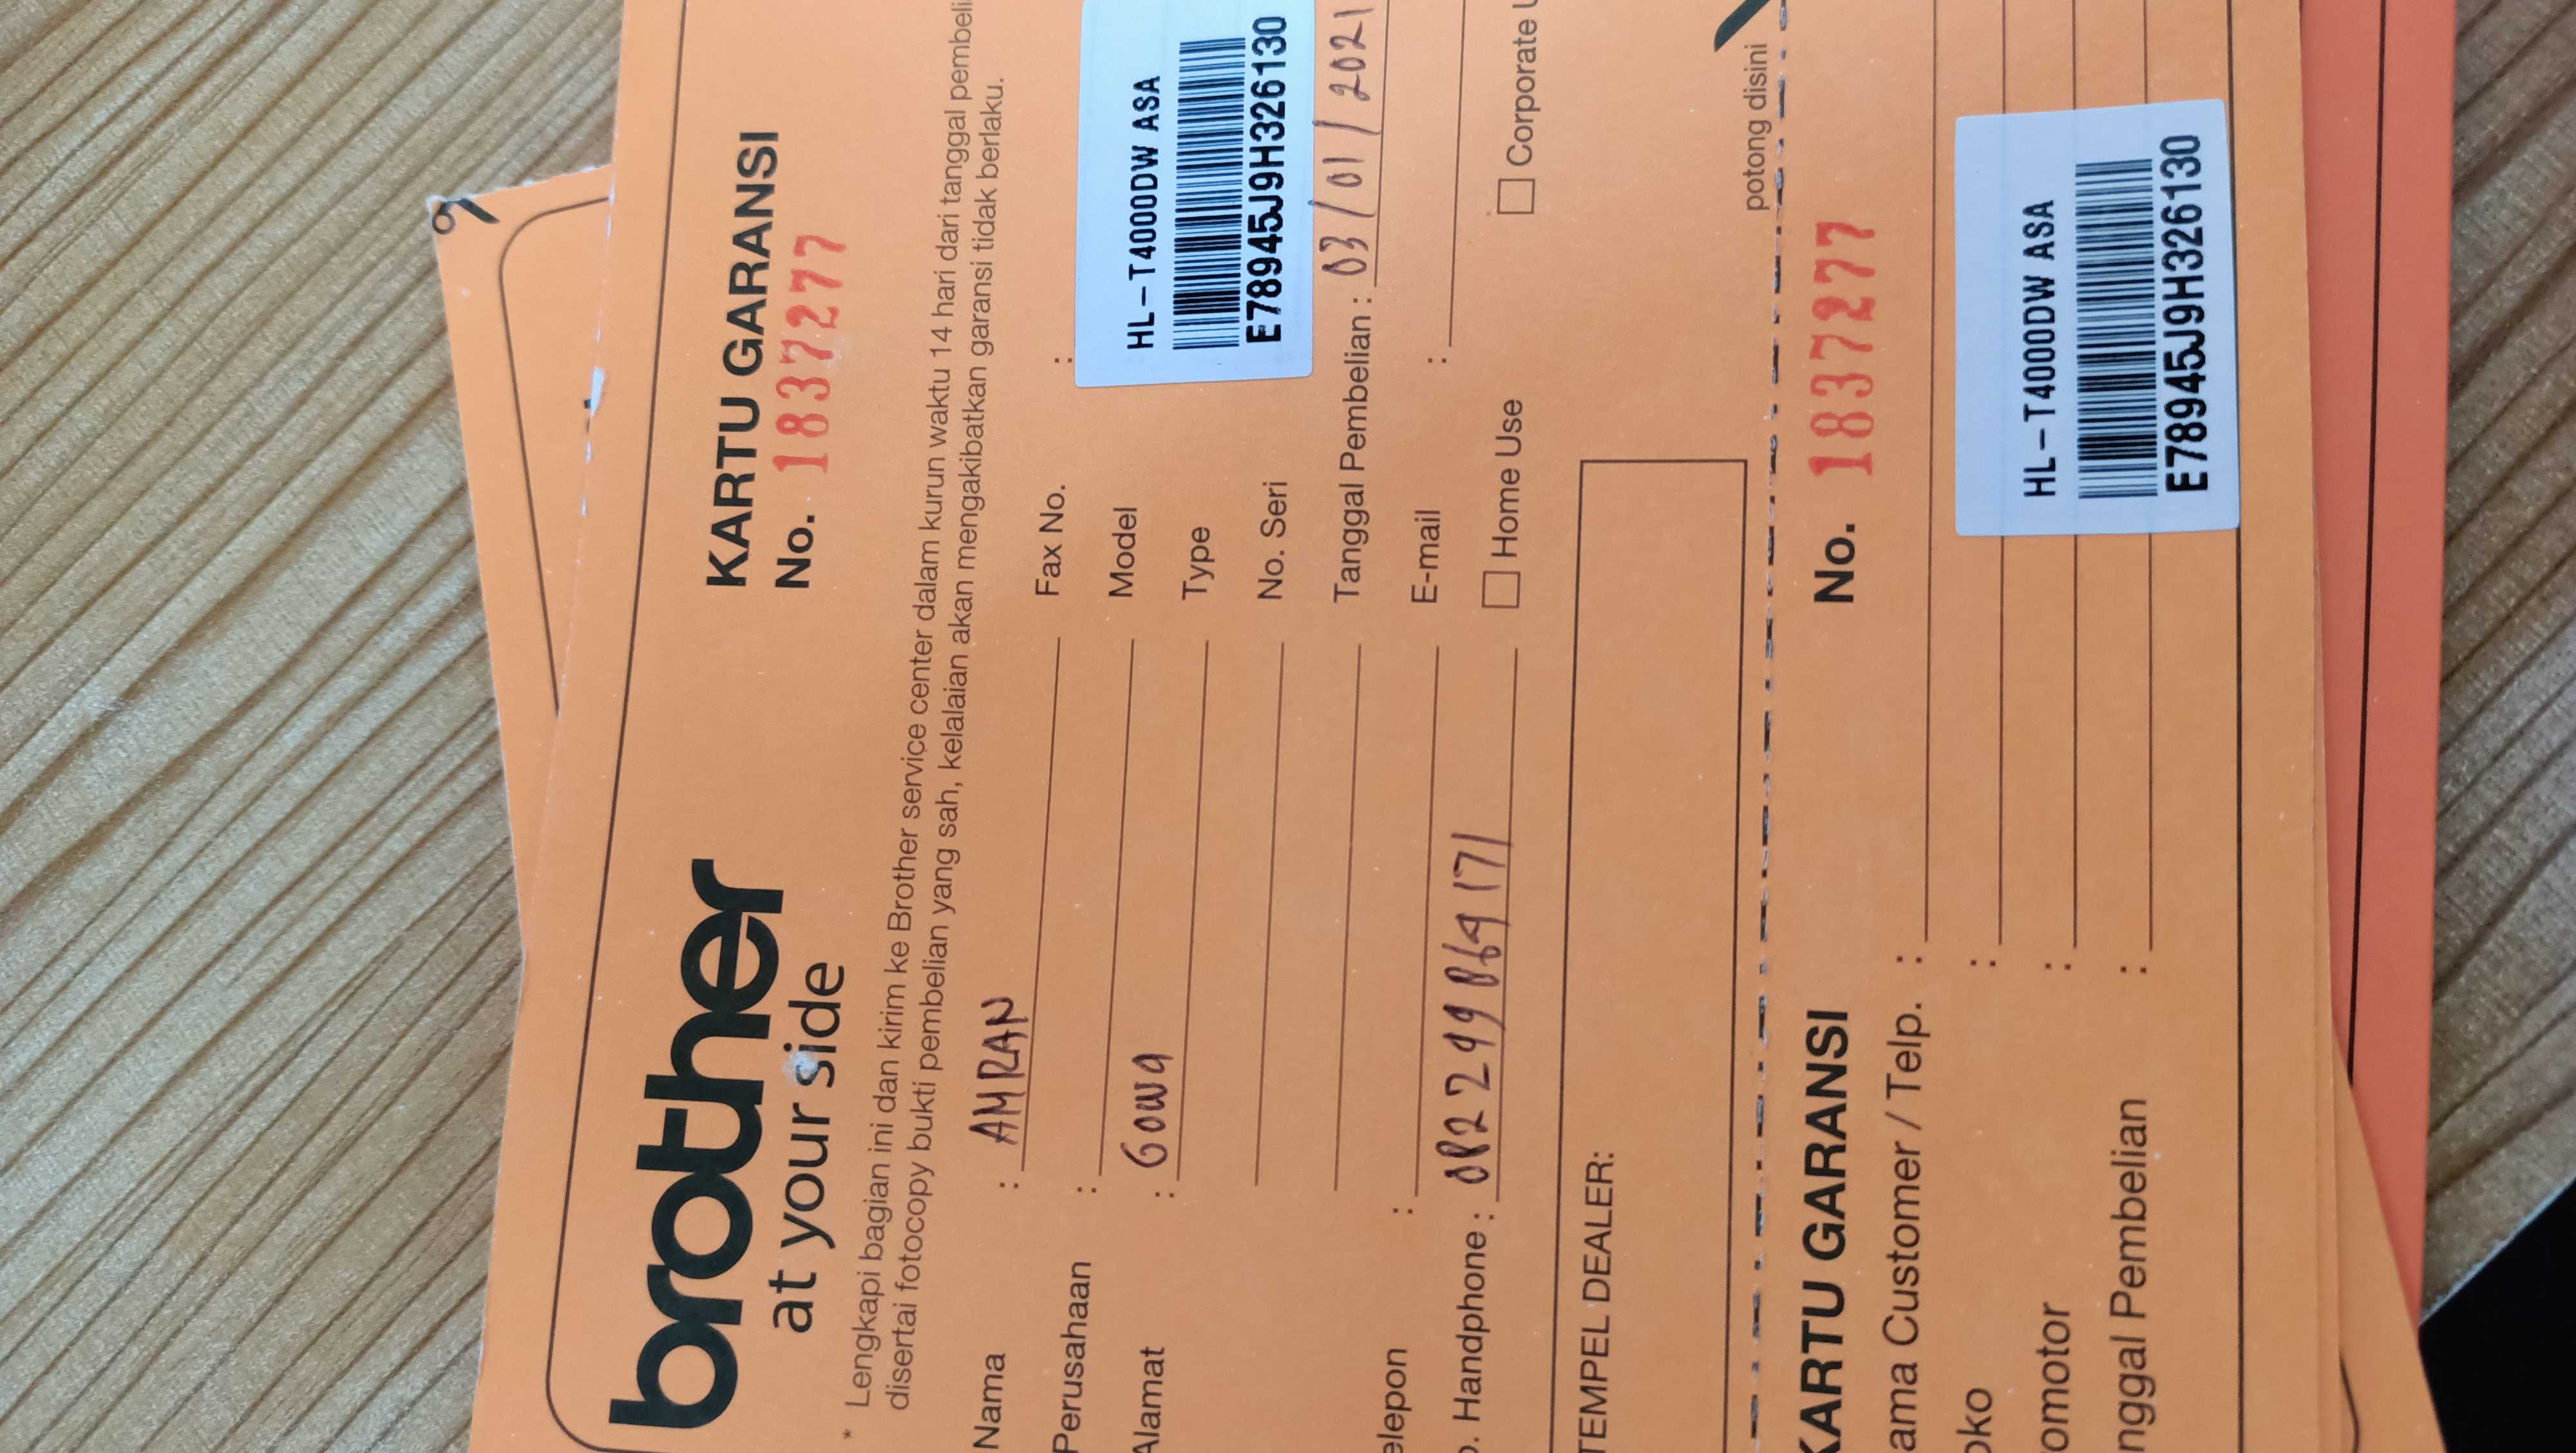 brother
at your side
KARTU GARANSI
No. 1837277
* Lengkapi bagian ini dan kirim ke Brother service center dalam kurun waktu 14 hari dari tanggal pembeli
disertai fotocopy bukti pembelian yang sah, kelalaian akan mengakibatkan garansi tidak berlaku.
Nama : AMRAN
Perusahaan :
Alamat : Gowa
elepon :
. Handphone : 082299869171
Fax No. :
Model
Type
No. Seri
HL-T4000DW ASA
E78945J9H326130
Tanggal Pembelian : 03/01/2021
E-mail :
Home Use
Corporate
TEMPEL DEALER:
potong disini
KARTU GARANSI
No. 1837277
ama Customer / Telp. :
oko :
omotor :
nggal Pembelian :
HL-T4000DW ASA
E78945J9H326130